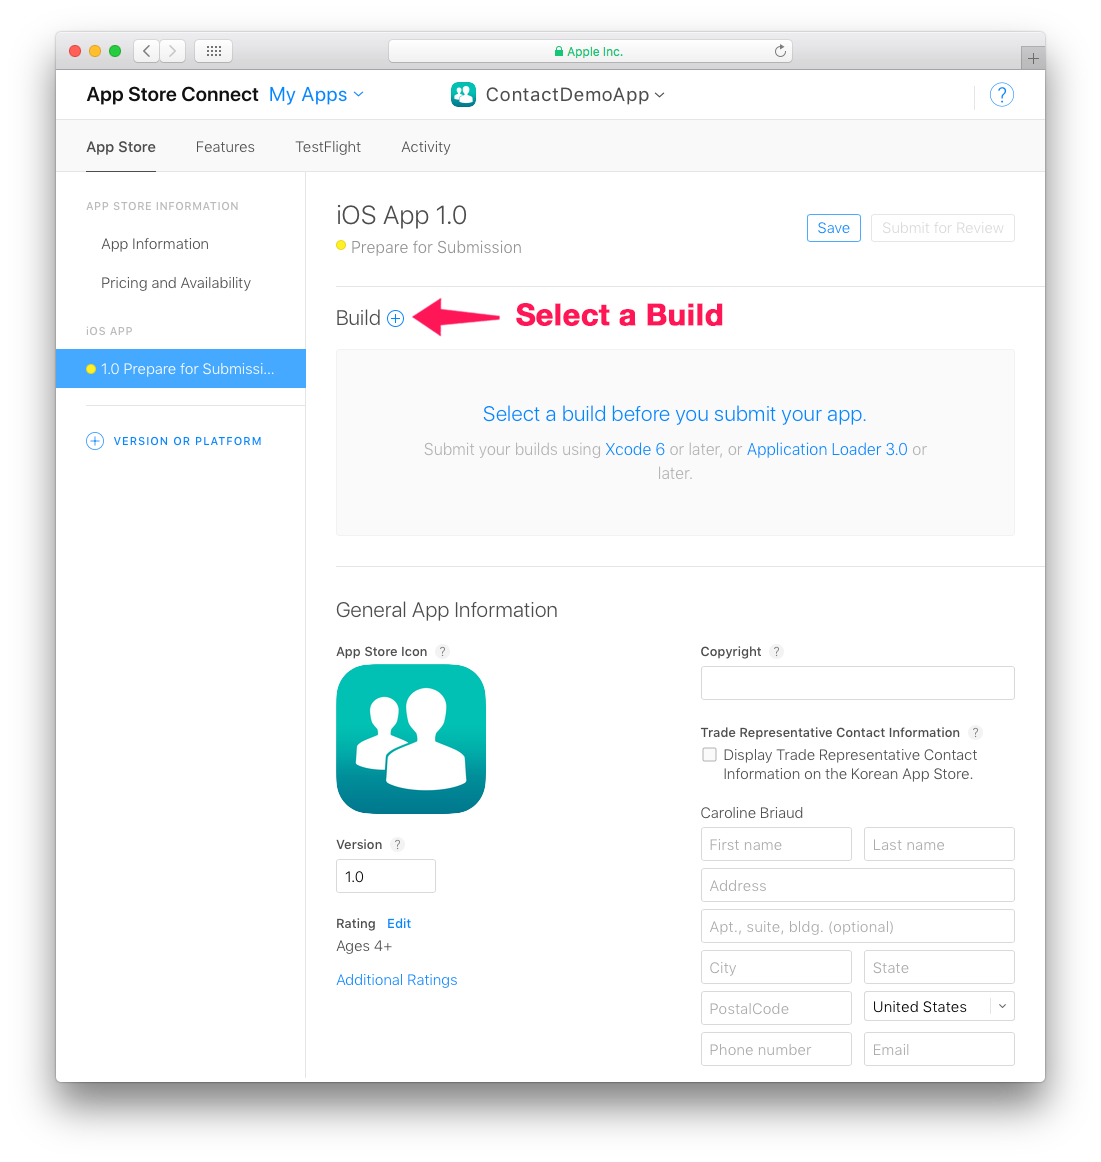 Apple Inc.
App Store Connect My Apps
ContactDemoApp
?
App Store Features TestFlight Activity
APP STORE INFORMATION
App Information
Pricing and Availability
iOS APP
1.0 Prepare for Submissi...
VERSION OR PLATFORM
iOS App 1.0
Prepare for Submission
Save Submit for Review
Build
Select a Build
Select a build before you submit your app.
Submit your builds using Xcode 6 or later, or Application Loader 3.0 or
later.
General App Information
App Store Icon ?
Version ?
1.0
Rating Edit
Ages 4+
Additional Ratings
Copyright ?
Trade Representative Contact Information ?
Display Trade Representative Contact
Information on the Korean App Store.
Caroline Briaud
First name Last name
Address
Apt., suite, bldg. (optional)
City State
PostalCode United States
Phone number Email